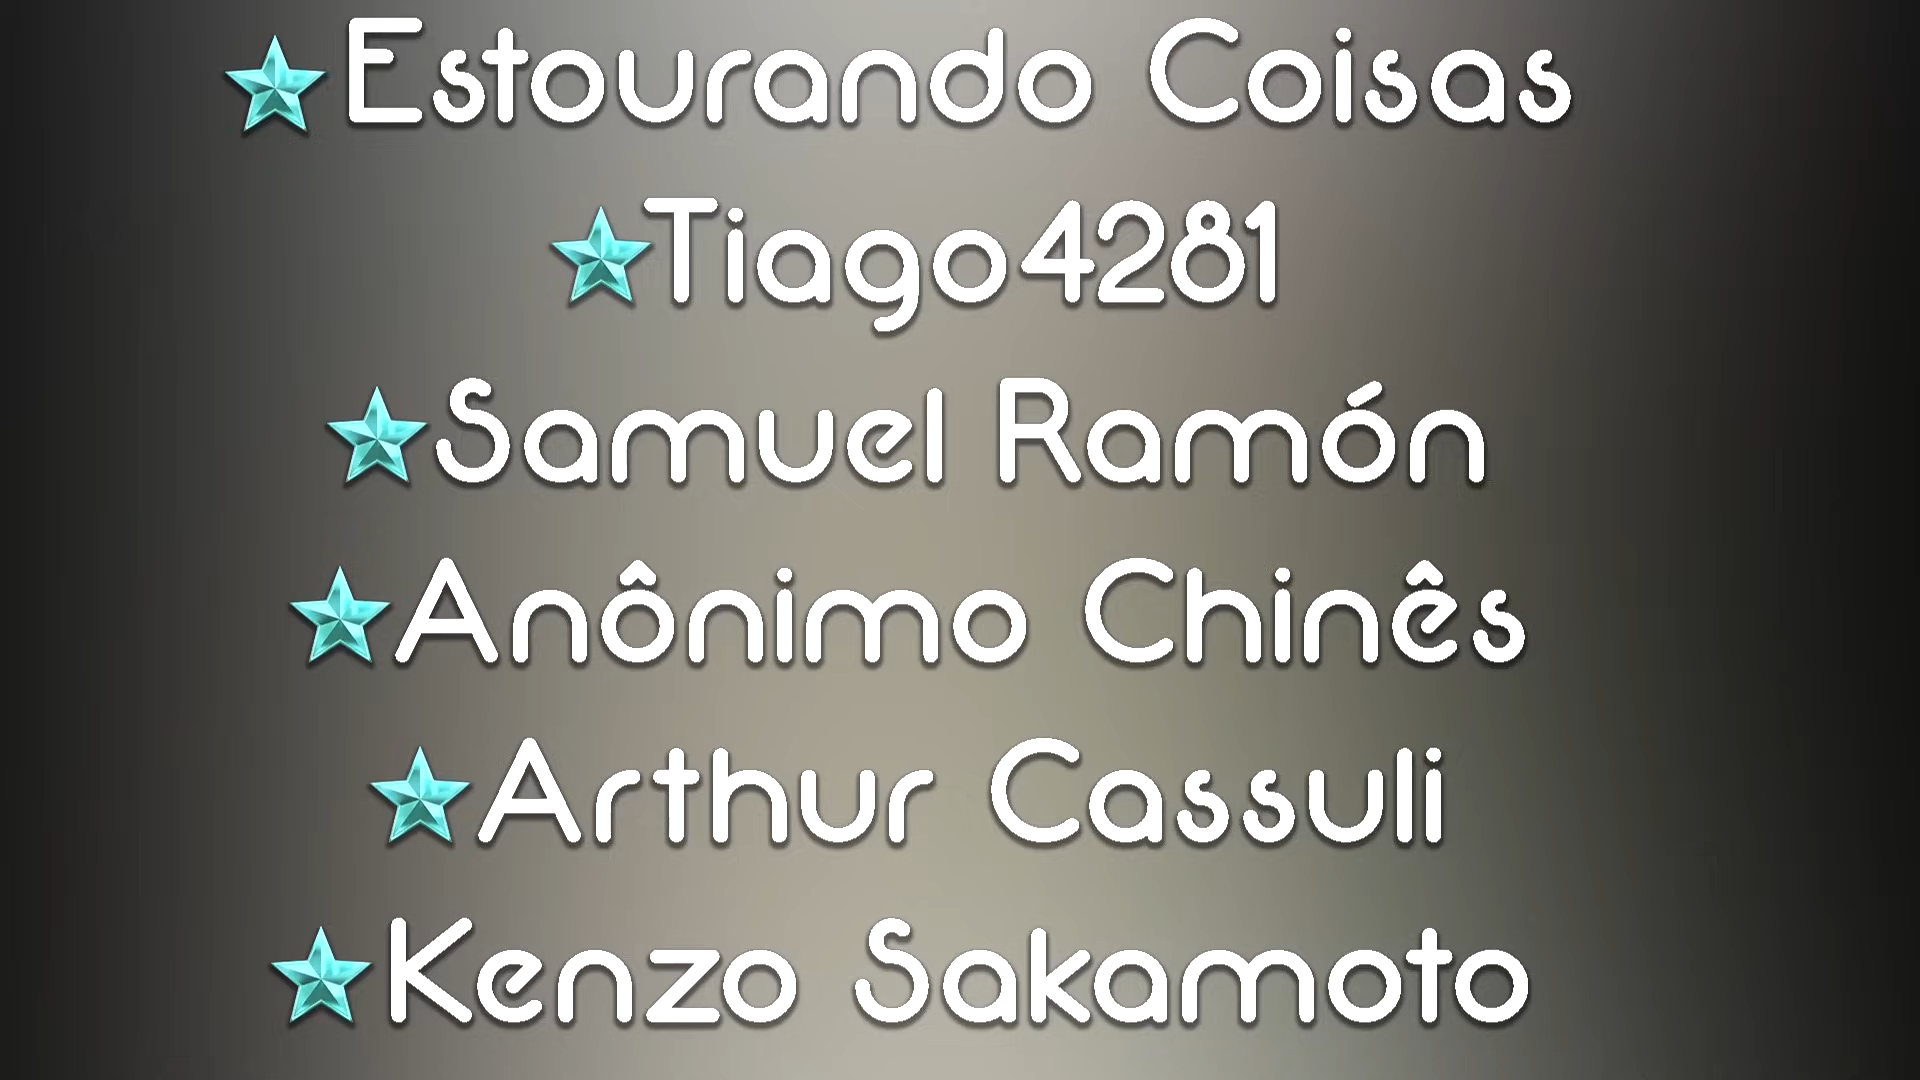 Estourando Coisas
Tiago4281
Samuel Ramón
Anônimo Chinês
Arthur Cassuli
Kenzo Sakamoto